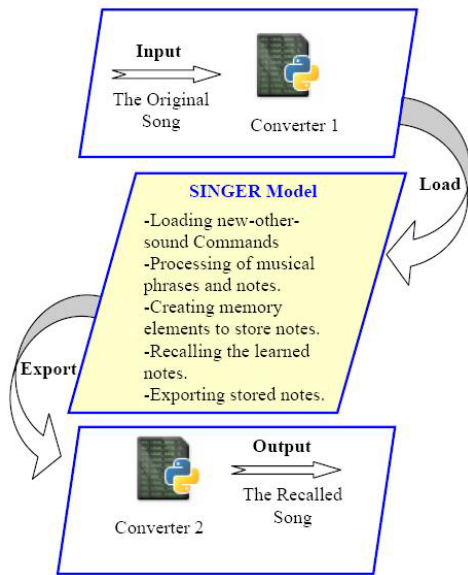 Input
The Original
Song
Converter 1
Load
SINGER Model
-Loading new-other-
sound Commands
-Processing of musical
phrases and notes.
-Creating memory
elements to store notes.
-Recalling the learned
notes.
-Exporting stored notes.
Export
Converter 2
Output
The Recalled
Song